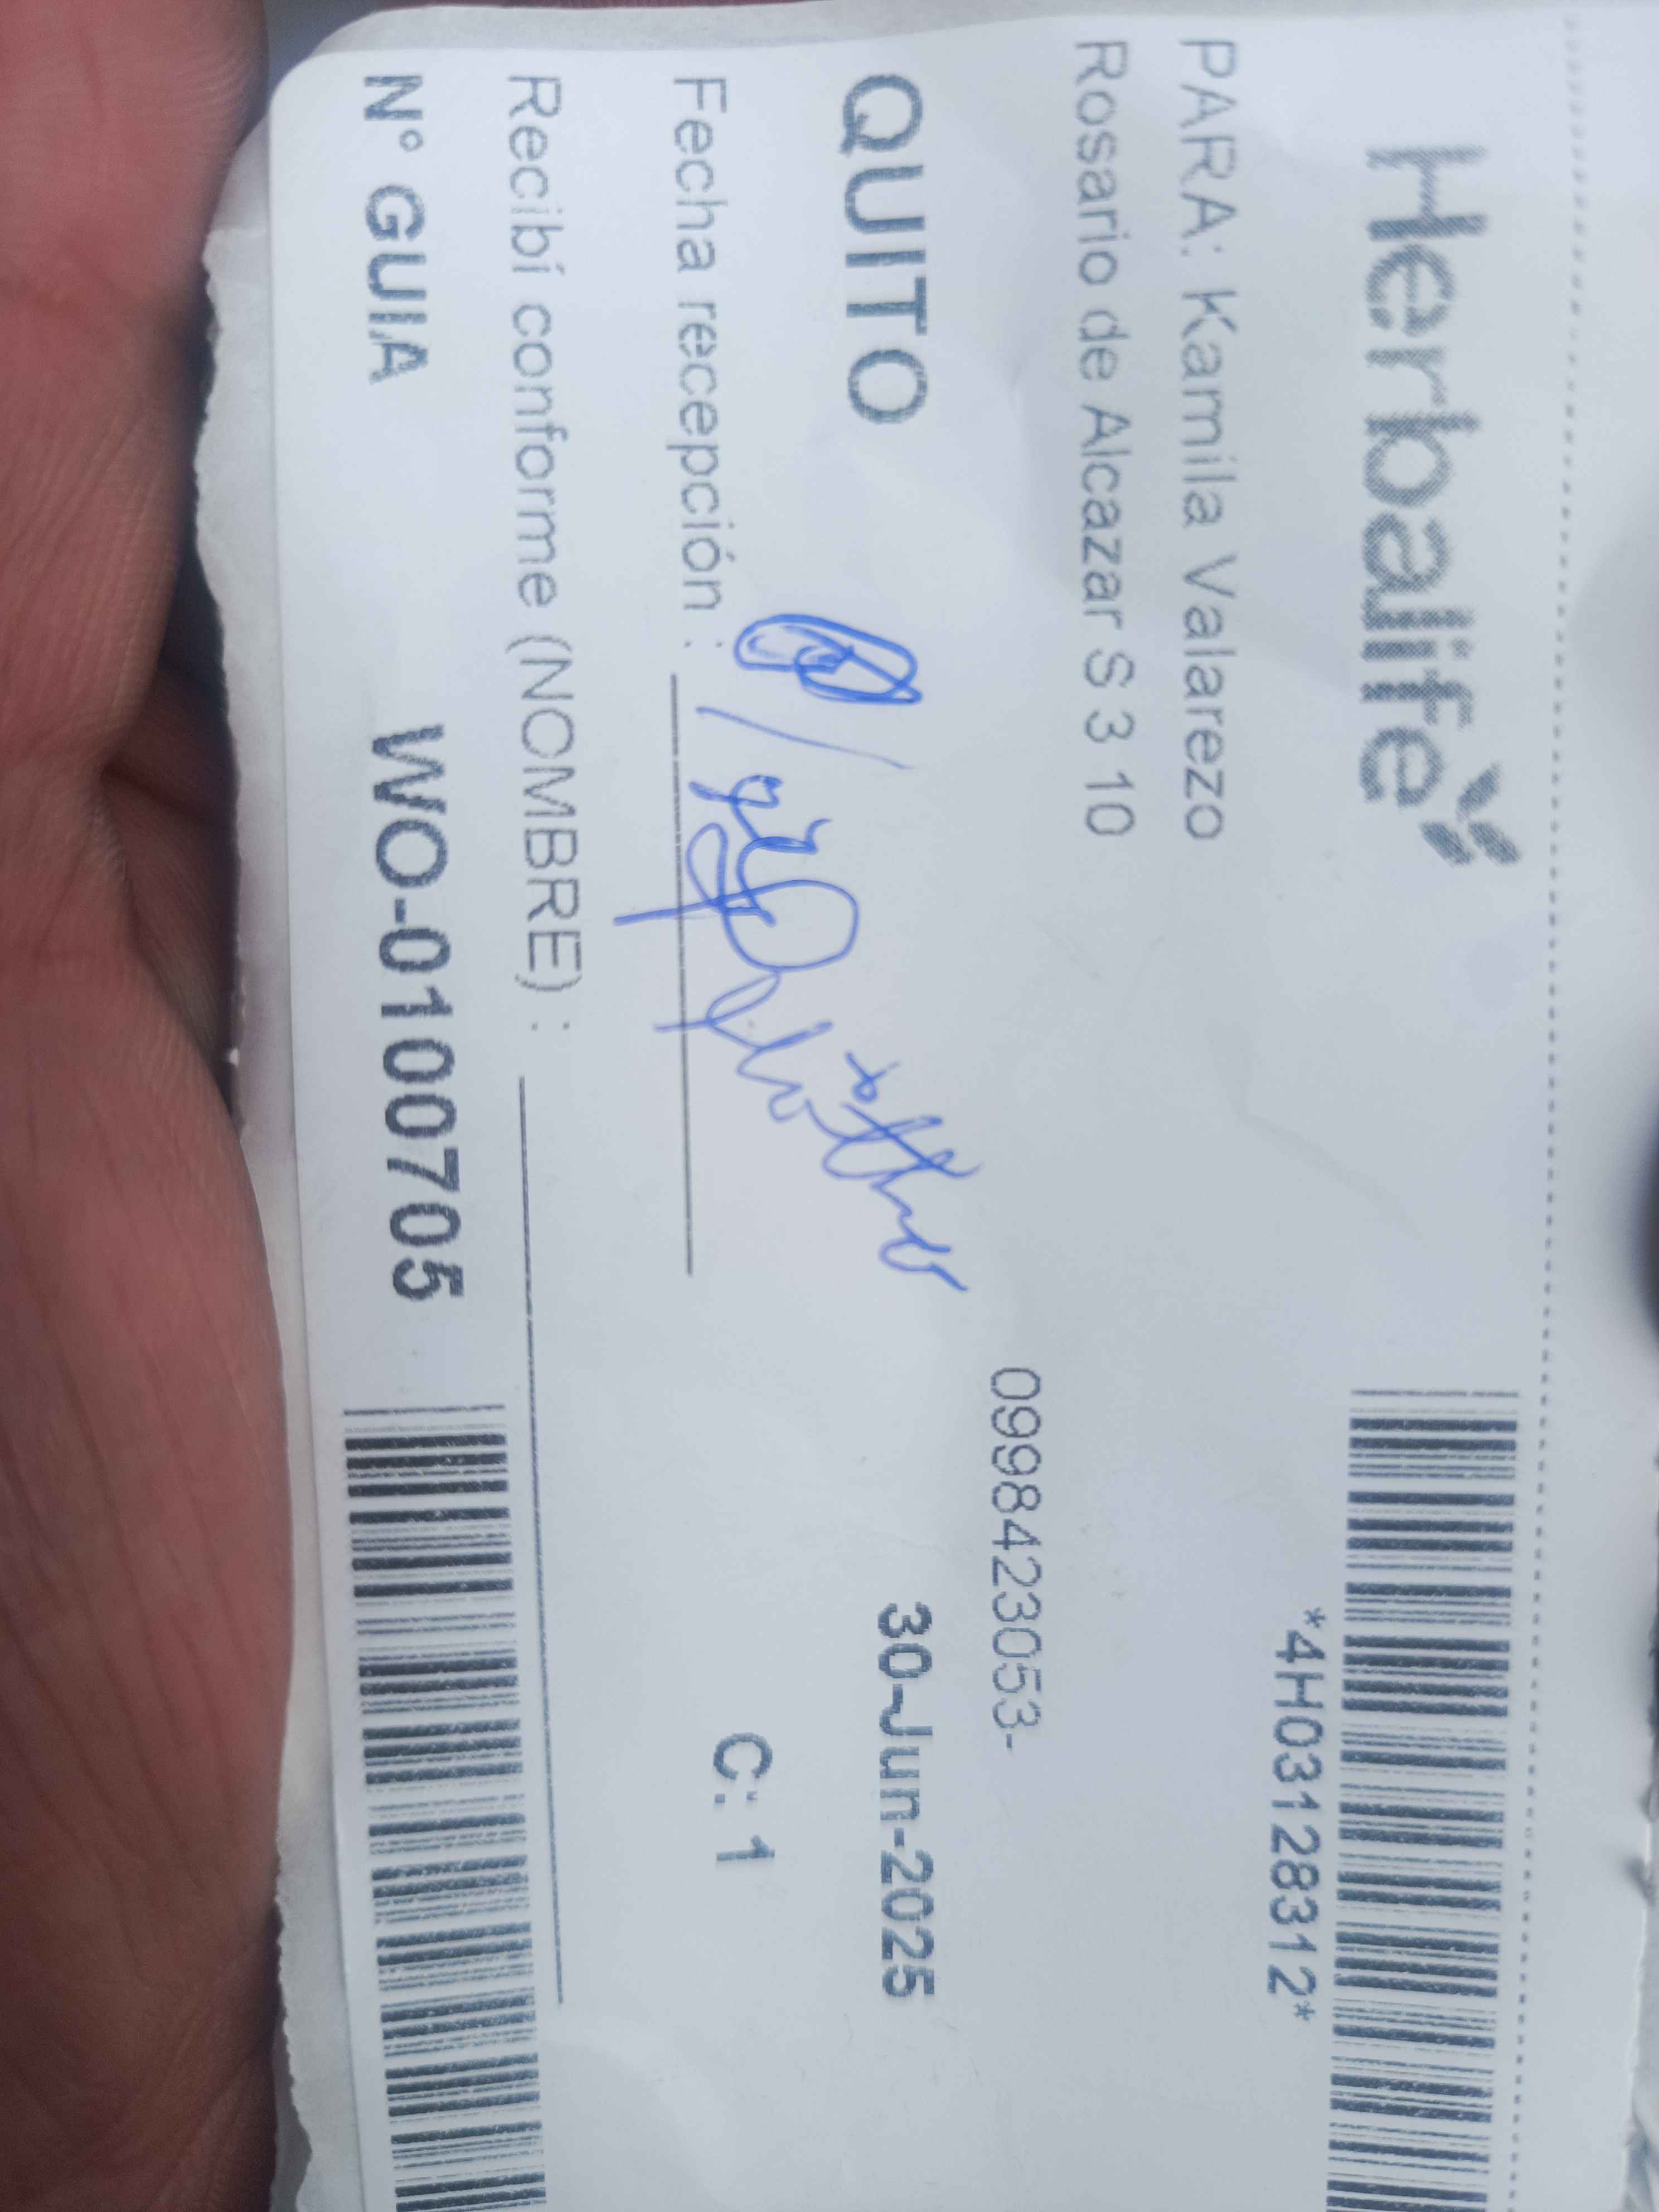 Herbalife
*4H03128312*
PARA: Kamila Valarezo
Rosario de Alcazar S 3 10
0998423053-
QUITO 30-Jun-2025
Fecha recepción :
C: 1
Recibí conforme (NOMBRE) :
N° GUIA WO-0100705